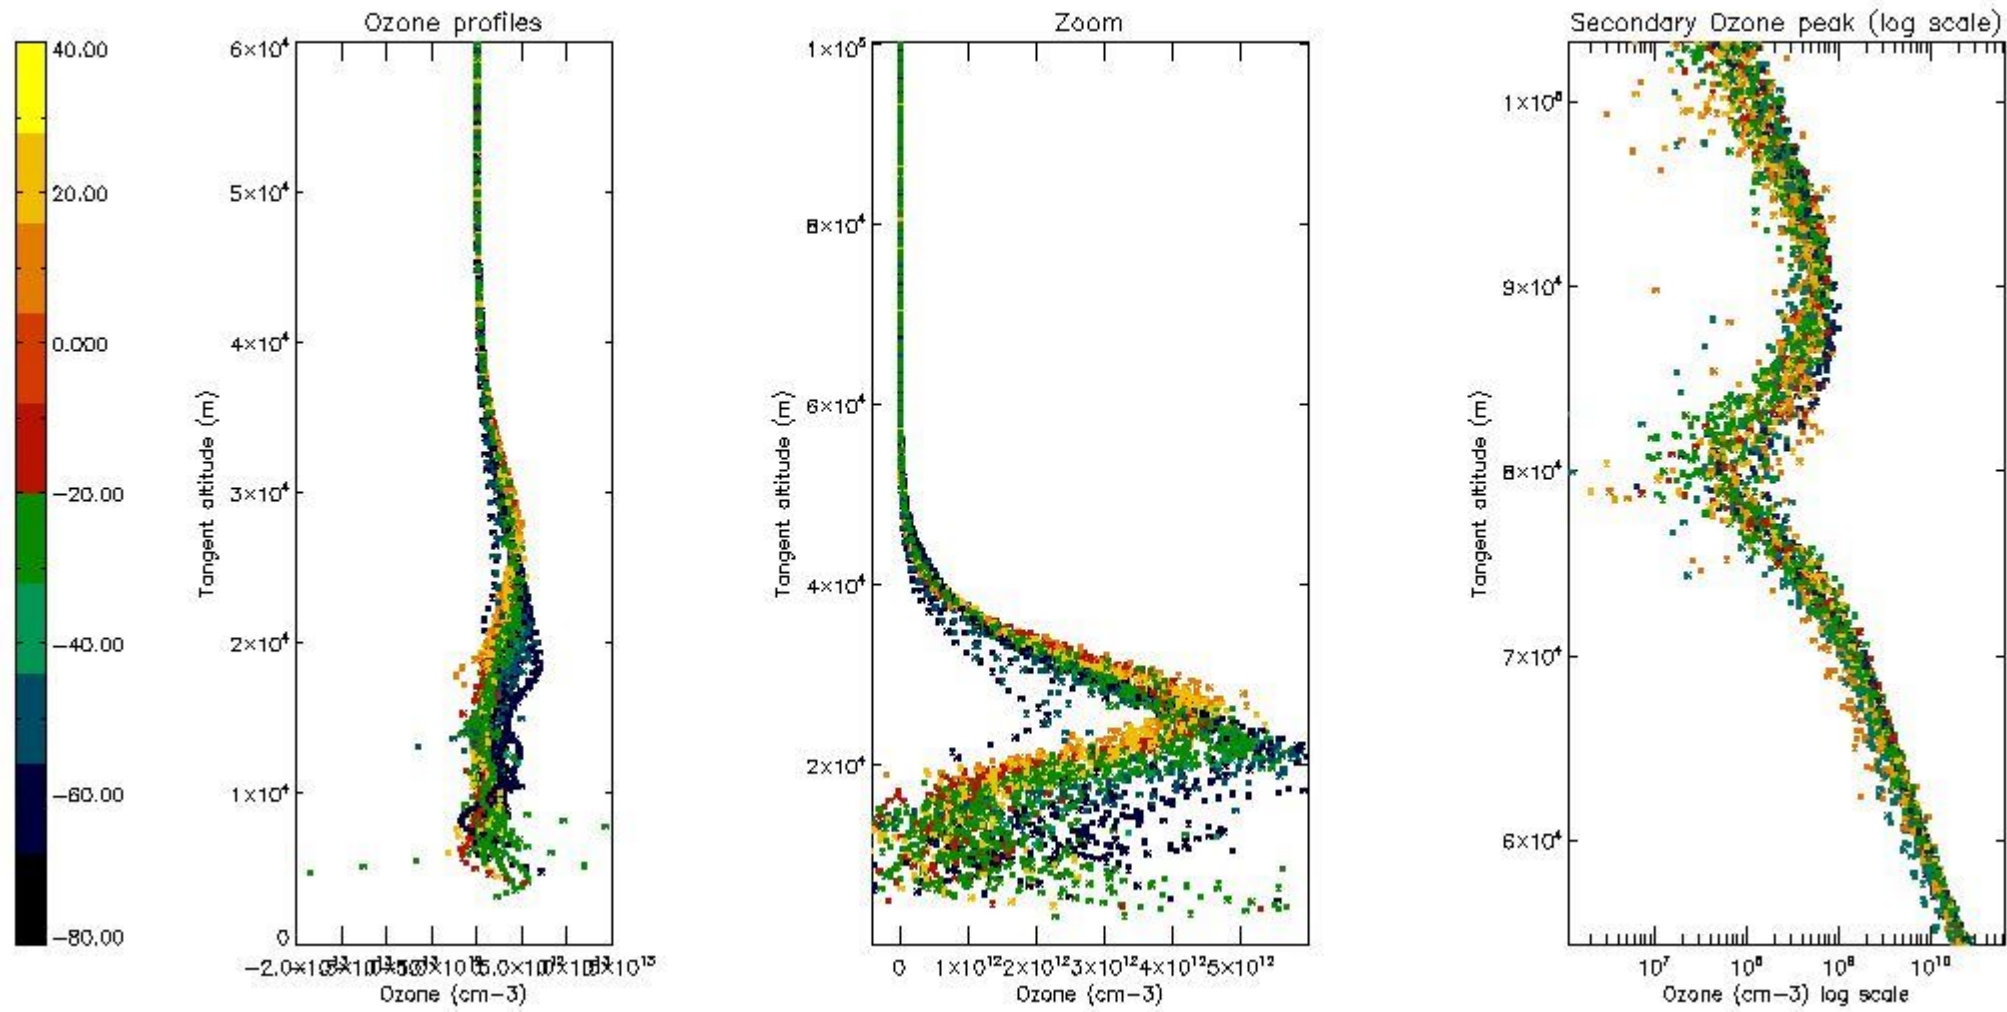 Ozone profiles
Zoom
Secondary Ozone peak (log scale)
40.00
20.00
0.000
−20.00
−40.00
−60.00
−80.00
6×10⁴
5×10⁴
4×10⁴
3×10⁴
2×10⁴
1×10⁴
0
Tangent altitude (m)
Ozone (cm−3)
1×10⁵
8×10⁴
6×10⁴
4×10⁴
2×10⁴
Tangent altitude (m)
0 1×10¹² 2×10¹² 3×10¹² 4×10¹² 5×10¹²
Ozone (cm−3)
1×10⁵
9×10⁴
8×10⁴
7×10⁴
6×10⁴
Tangent altitude (m)
10⁷ 10⁸ 10⁹ 10¹⁰
Ozone (cm−3) log scale